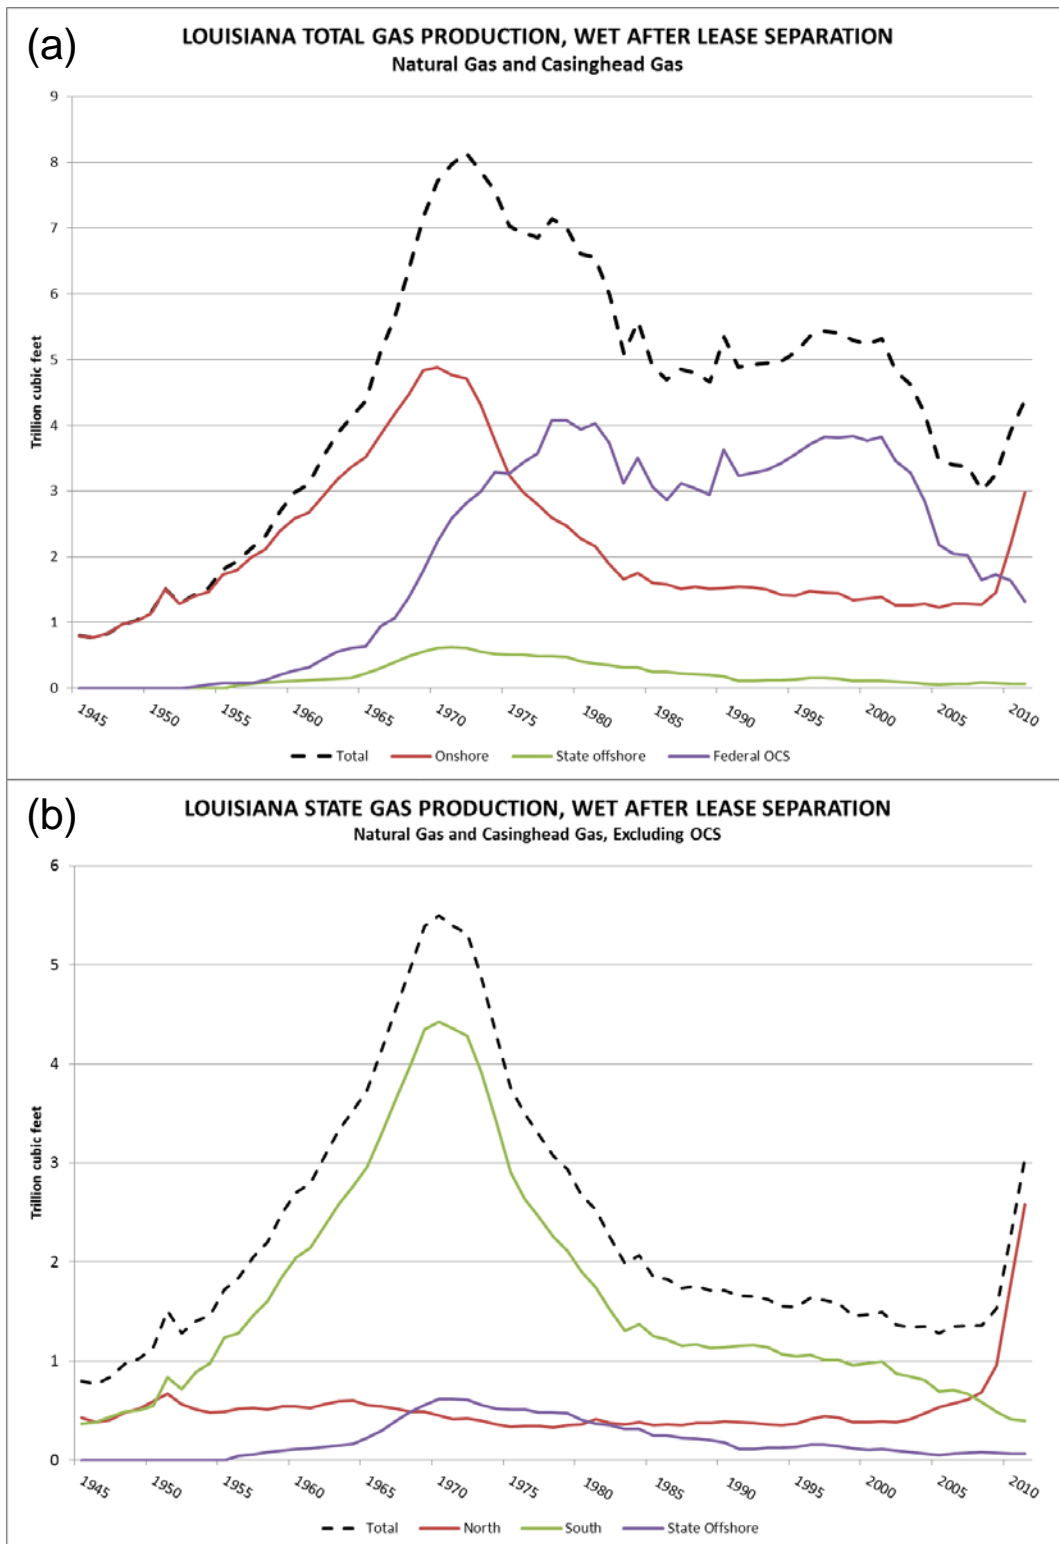 (a)
LOUISIANA TOTAL GAS PRODUCTION, WET AFTER LEASE SEPARATION
Natural Gas and Casinghead Gas
Trillion cubic feet
9
8
7
6
5
4
3
2
1
0
1945 1950 1955 1960 1965 1970 1975 1980 1985 1990 1995 2000 2005 2010
Total Onshore State offshore Federal OCS
(b)
LOUISIANA STATE GAS PRODUCTION, WET AFTER LEASE SEPARATION
Natural Gas and Casinghead Gas, Excluding OCS
Trillion cubic feet
6
5
4
3
2
1
0
1945 1950 1955 1960 1965 1970 1975 1980 1985 1990 1995 2000 2005 2010
Total North South State Offshore